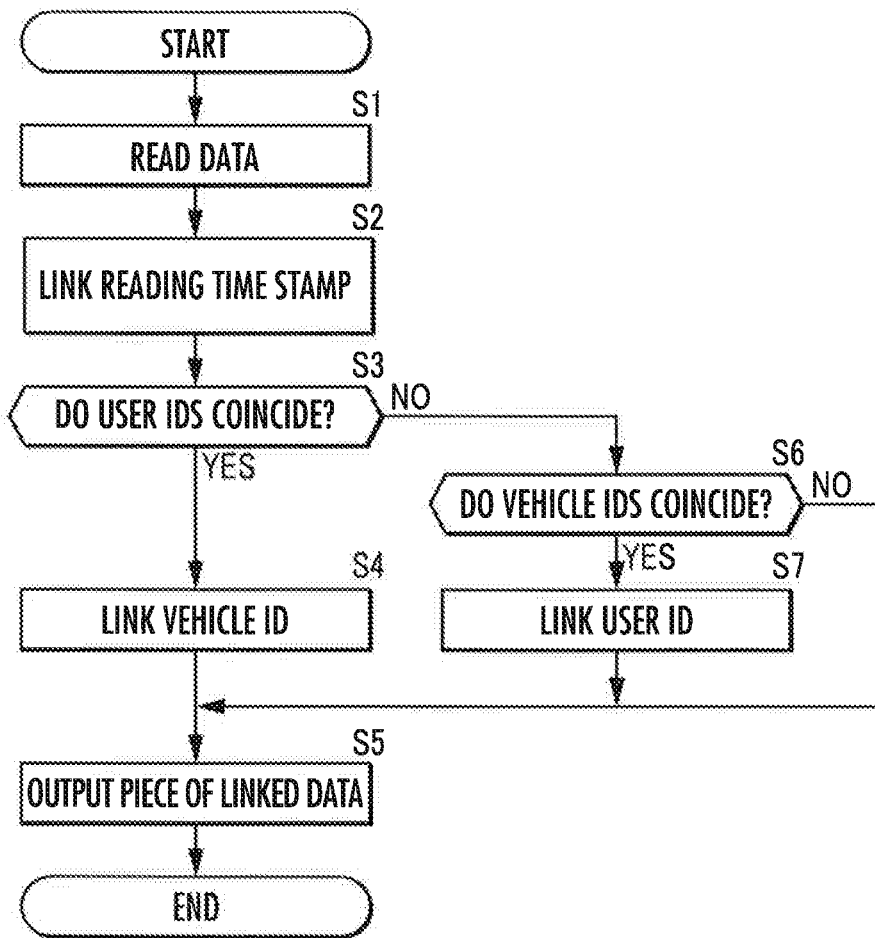 START
S1
READ DATA
S2
LINK READING TIME STAMP
S3
DO USER IDS COINCIDE?
NO
YES
S6
DO VEHICLE IDS COINCIDE?
NO
YES
S4
LINK VEHICLE ID
S7
LINK USER ID
S5
OUTPUT PIECE OF LINKED DATA
END